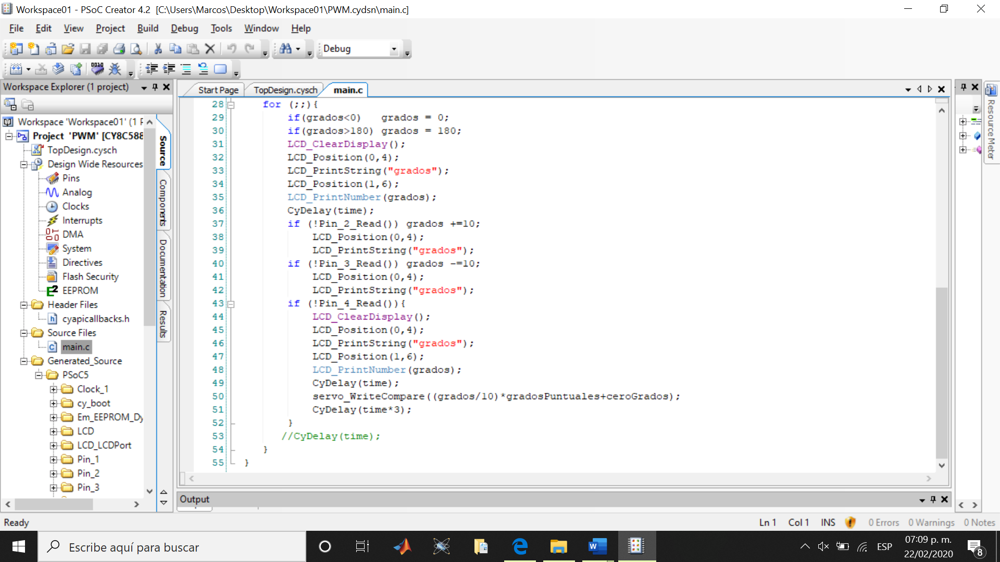 Workspace01 - PSoC Creator 4.2 [C:\Users\Marcos\Desktop\Workspace01\PWM.cydsn\main.c]
File Edit View Project Build Debug Tools Window Help
Debug
Workspace Explorer (1 project)
Workspace 'Workspace01' (1 P
Project 'PWM' [CY8C588
TopDesign.cysch
Design Wide Resources
Pins
Analog
Clocks
Interrupts
DMA
System
Directives
Flash Security
EEPROM
Header Files
cyapicallbacks.h
Source Files
main.c
Generated_Source
PSoC5
Clock_1
cy_boot
Em_EEPROM_Dy
LCD
LCD_LCDPort
Pin_1
Pin_2
Pin_3
Source
Components
Documentation
Results
Start Page TopDesign.cysch main.c
28 for (;;){
29 if(grados<0) grados = 0;
30 if(grados>180) grados = 180;
31 LCD_ClearDisplay();
32 LCD_Position(0,4);
33 LCD_PrintString("grados");
34 LCD_Position(1,6);
35 LCD_PrintNumber(grados);
36 CyDelay(time);
37 if (!Pin_2_Read()) grados +=10;
38 LCD_Position(0,4);
39 LCD_PrintString("grados");
40 if (!Pin_3_Read()) grados -=10;
41 LCD_Position(0,4);
42 LCD_PrintString("grados");
43 if (!Pin_4_Read()){
44 LCD_ClearDisplay();
45 LCD_Position(0,4);
46 LCD_PrintString("grados");
47 LCD_Position(1,6);
48 LCD_PrintNumber(grados);
49 CyDelay(time);
50 servo_WriteCompare((grados/10)*gradosPuntuales+ceroGrados);
51 CyDelay(time*3);
52 }
53 //CyDelay(time);
54 }
55 }
Output
Resource Meter
Ready
Ln 1 Col 1 INS 0 Errors 0 Warnings 0 Notes
Escribe aquí para buscar
ESP
07:09 p. m.
22/02/2020
8